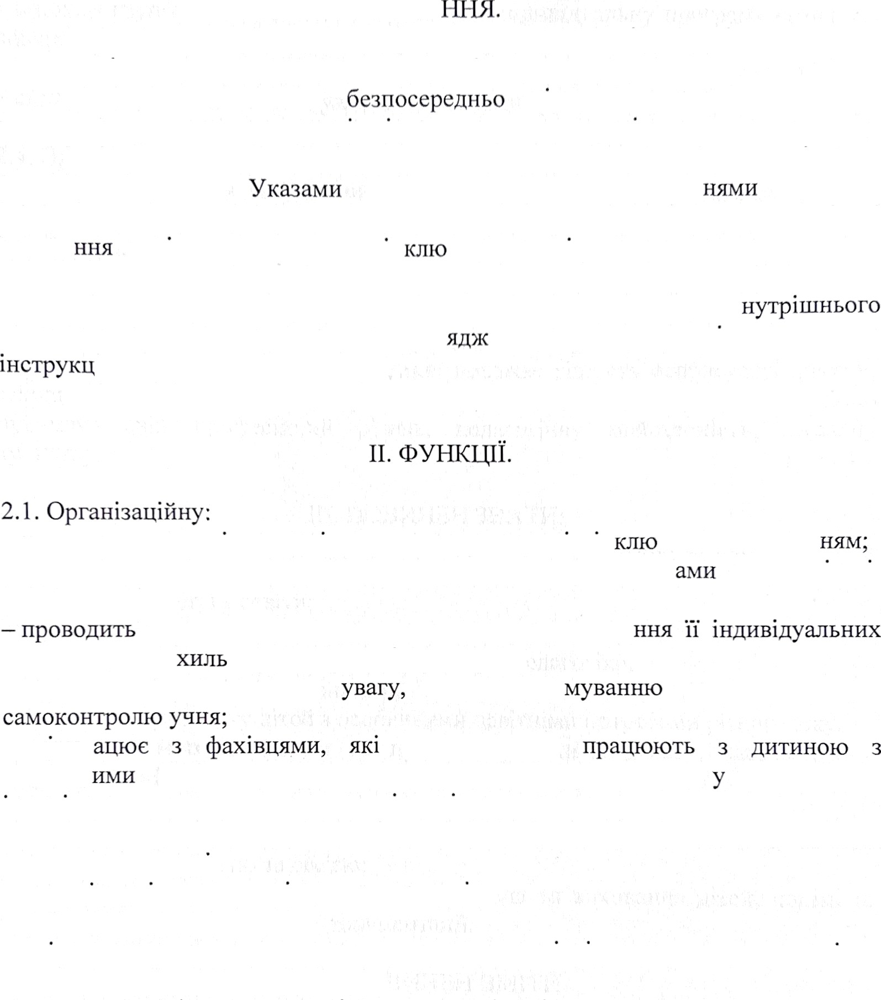 ННЯ.
безпосередньо
Указами нями
ння клю
нутрішнього
ядж
інструкц
ІІ. ФУНКЦІЇ.
2.1. Організаційну:
клю ням;
ами
– проводить ння її індивідуальних
хиль
увагу, муванню
самоконтролю учня;
ацює з фахівцями, які працюють з дитиною з
ими у